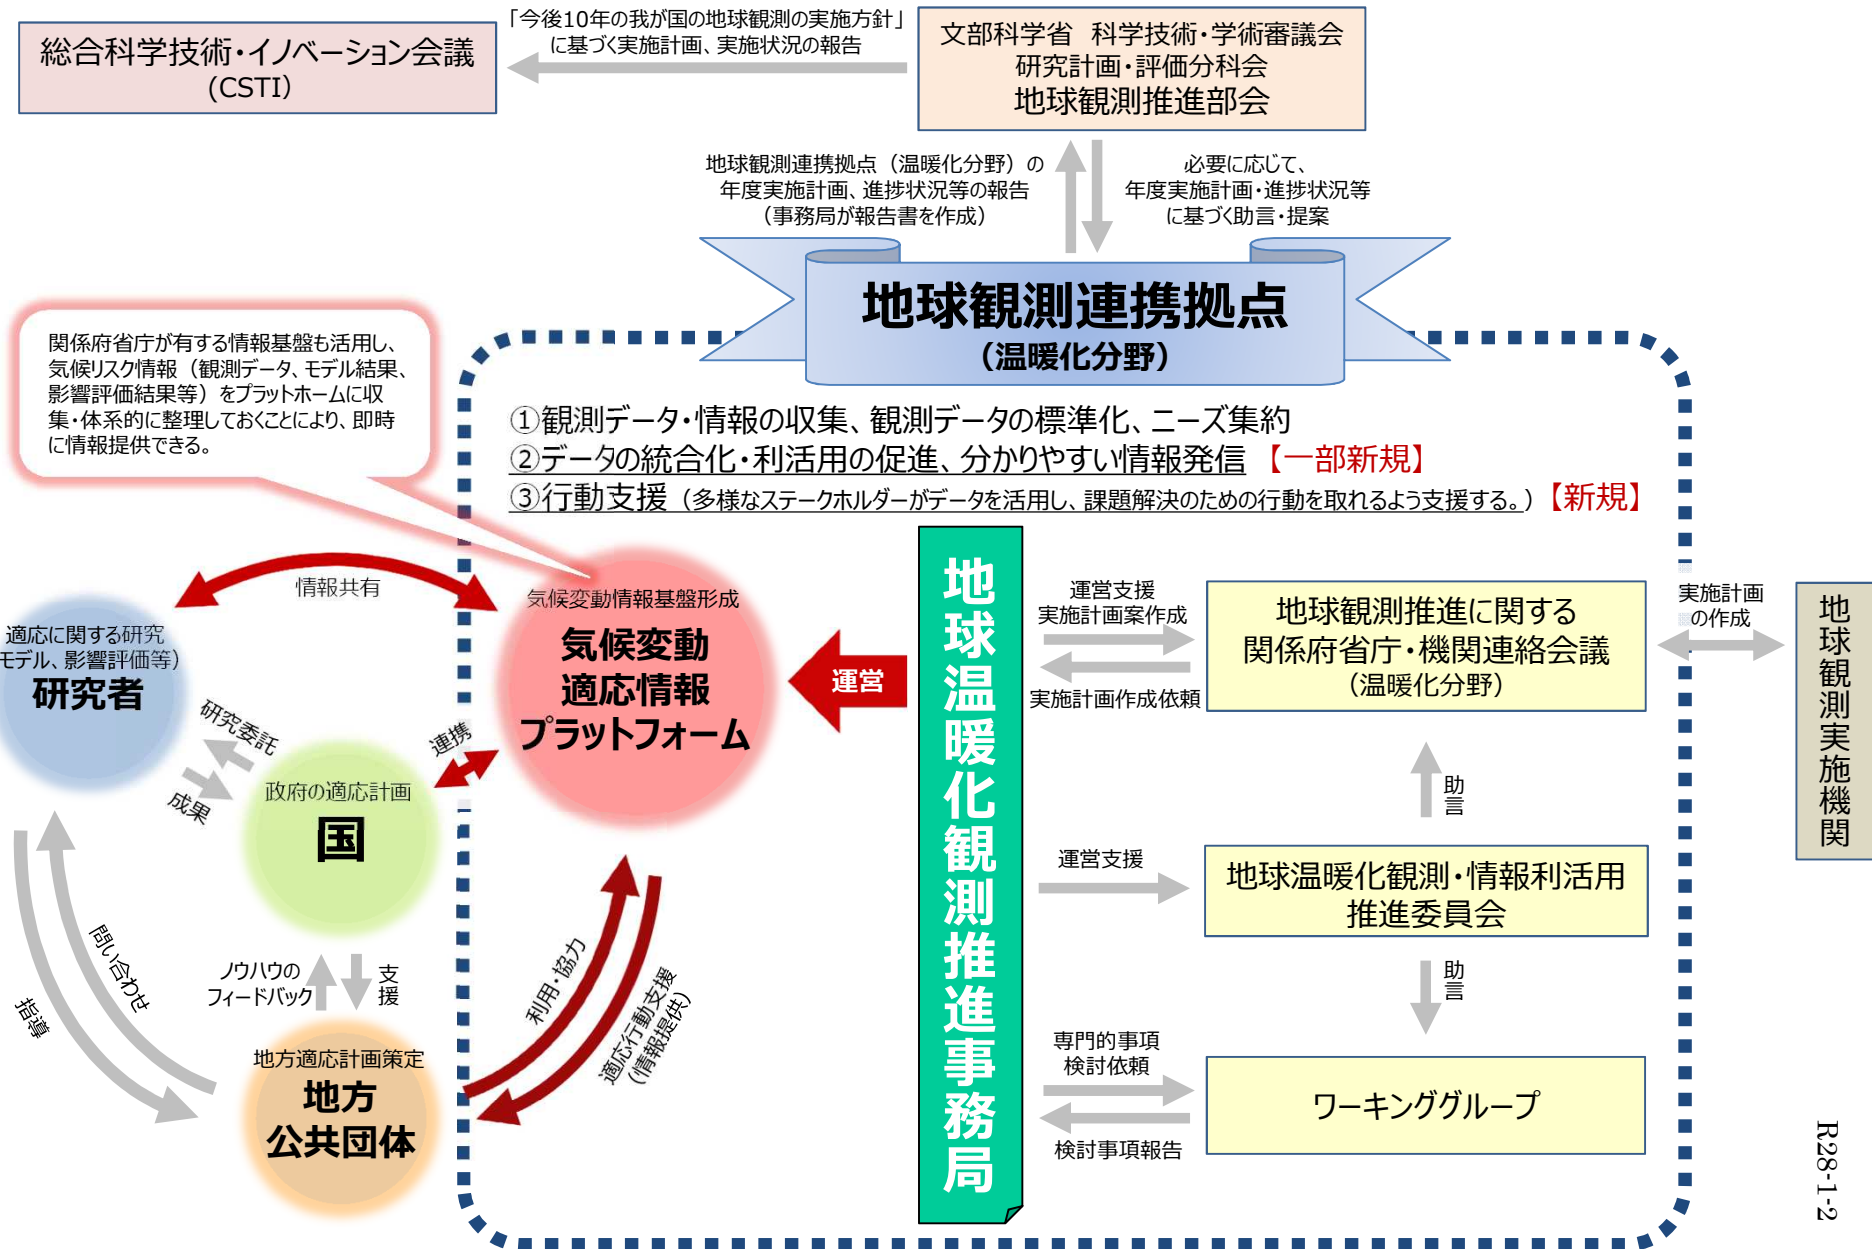 総合科学技術・イノベーション会議
(CSTI)
「今後10年の我が国の地球観測の実施方針」
に基づく実施計画、実施状況の報告
文部科学省　科学技術・学術審議会
研究計画・評価分科会
地球観測推進部会
地球観測連携拠点（温暖化分野）の
年度実施計画、進捗状況等の報告
（事務局が報告書を作成）
必要に応じて、
年度実施計画・進捗状況等
に基づく助言・提案
地球観測連携拠点
（温暖化分野）
関係府省庁が有する情報基盤も活用し、
気候リスク情報（観測データ、モデル結果、
影響評価結果等）をプラットホームに収
集・体系的に整理しておくことにより、即時
に情報提供できる。
①観測データ・情報の収集、観測データの標準化、ニーズ集約
②データの統合化・利活用の促進、分かりやすい情報発信【一部新規】
③行動支援（多様なステークホルダーがデータを活用し、課題解決のための行動を取れるよう支援する。）【新規】
情報共有
適応に関する研究
モデル、影響評価等）
研究者
研究委託
成果
政府の適応計画
国
連携
気候変動情報基盤形成
気候変動
適応情報
プラットフォーム
運営
地球温暖化観測推進事務局
運営支援
実施計画案作成
実施計画作成依頼
地球観測推進に関する
関係府省庁・機関連絡会議
（温暖化分野）
実施計画
の作成
地球観測実施機関
助言
運営支援
地球温暖化観測・情報利活用
推進委員会
助言
専門的事項
検討依頼
検討事項報告
ワーキンググループ
問い合わせ
指導
ノウハウの
フィードバック
支援
地方適応計画策定
地方
公共団体
利用・協力
適応行動支援
（情報提供）
R28-1-2